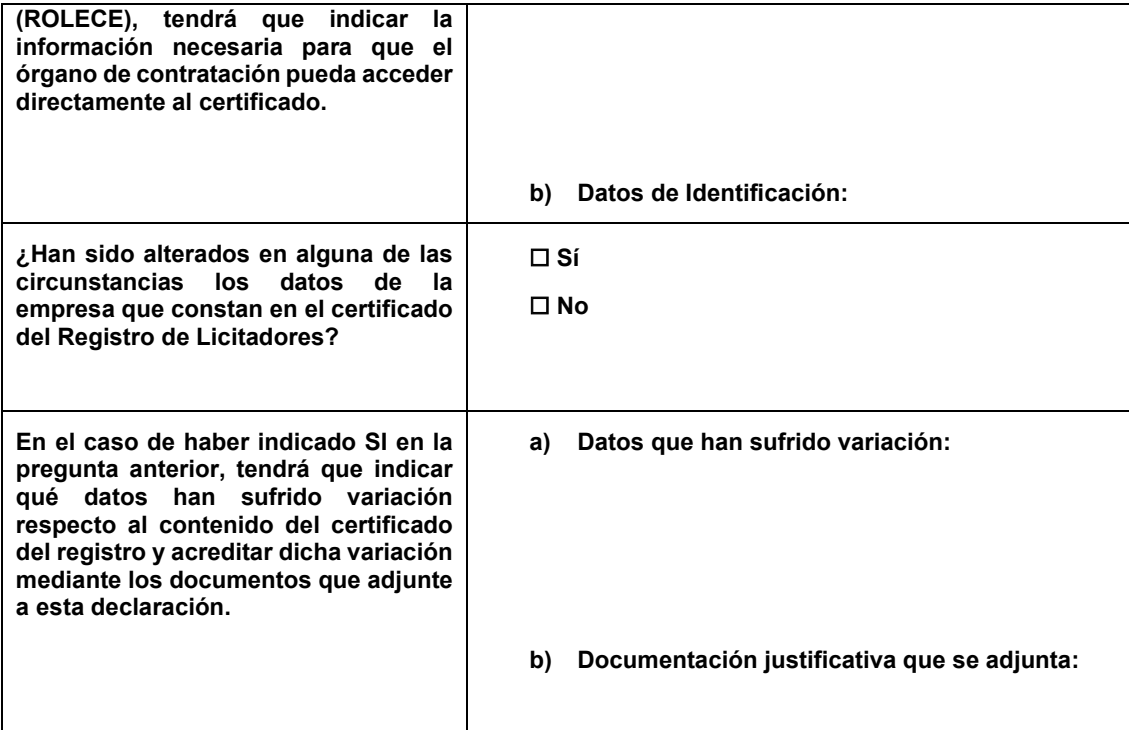 (ROLECE), tendrá que indicar la
información necesaria para que el
órgano de contratación pueda acceder
directamente al certificado.
b) Datos de Identificación:
¿Han sido alterados en alguna de las
circunstancias los datos de la
empresa que constan en el certificado
del Registro de Licitadores?
☐ Sí
☐ No
En el caso de haber indicado SI en la
pregunta anterior, tendrá que indicar
qué datos han sufrido variación
respecto al contenido del certificado
del registro y acreditar dicha variación
mediante los documentos que adjunte
a esta declaración.
a) Datos que han sufrido variación:
b) Documentación justificativa que se adjunta: